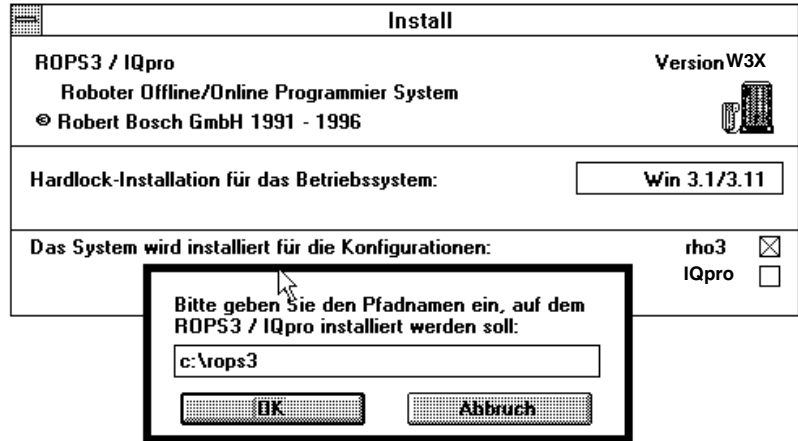 Install
ROPS3 / IQpro
Version W3X
Roboter Offline/Online Programmier System
© Robert Bosch GmbH 1991 - 1996
Hardlock-Installation für das Betriebssystem:
Win 3.1/3.11
Das System wird installiert für die Konfigurationen:
rho3
IQpro
Bitte geben Sie den Pfadnamen ein, auf dem
ROPS3 / IQpro installiert werden soll:
c:\rops3
OK
Abbruch